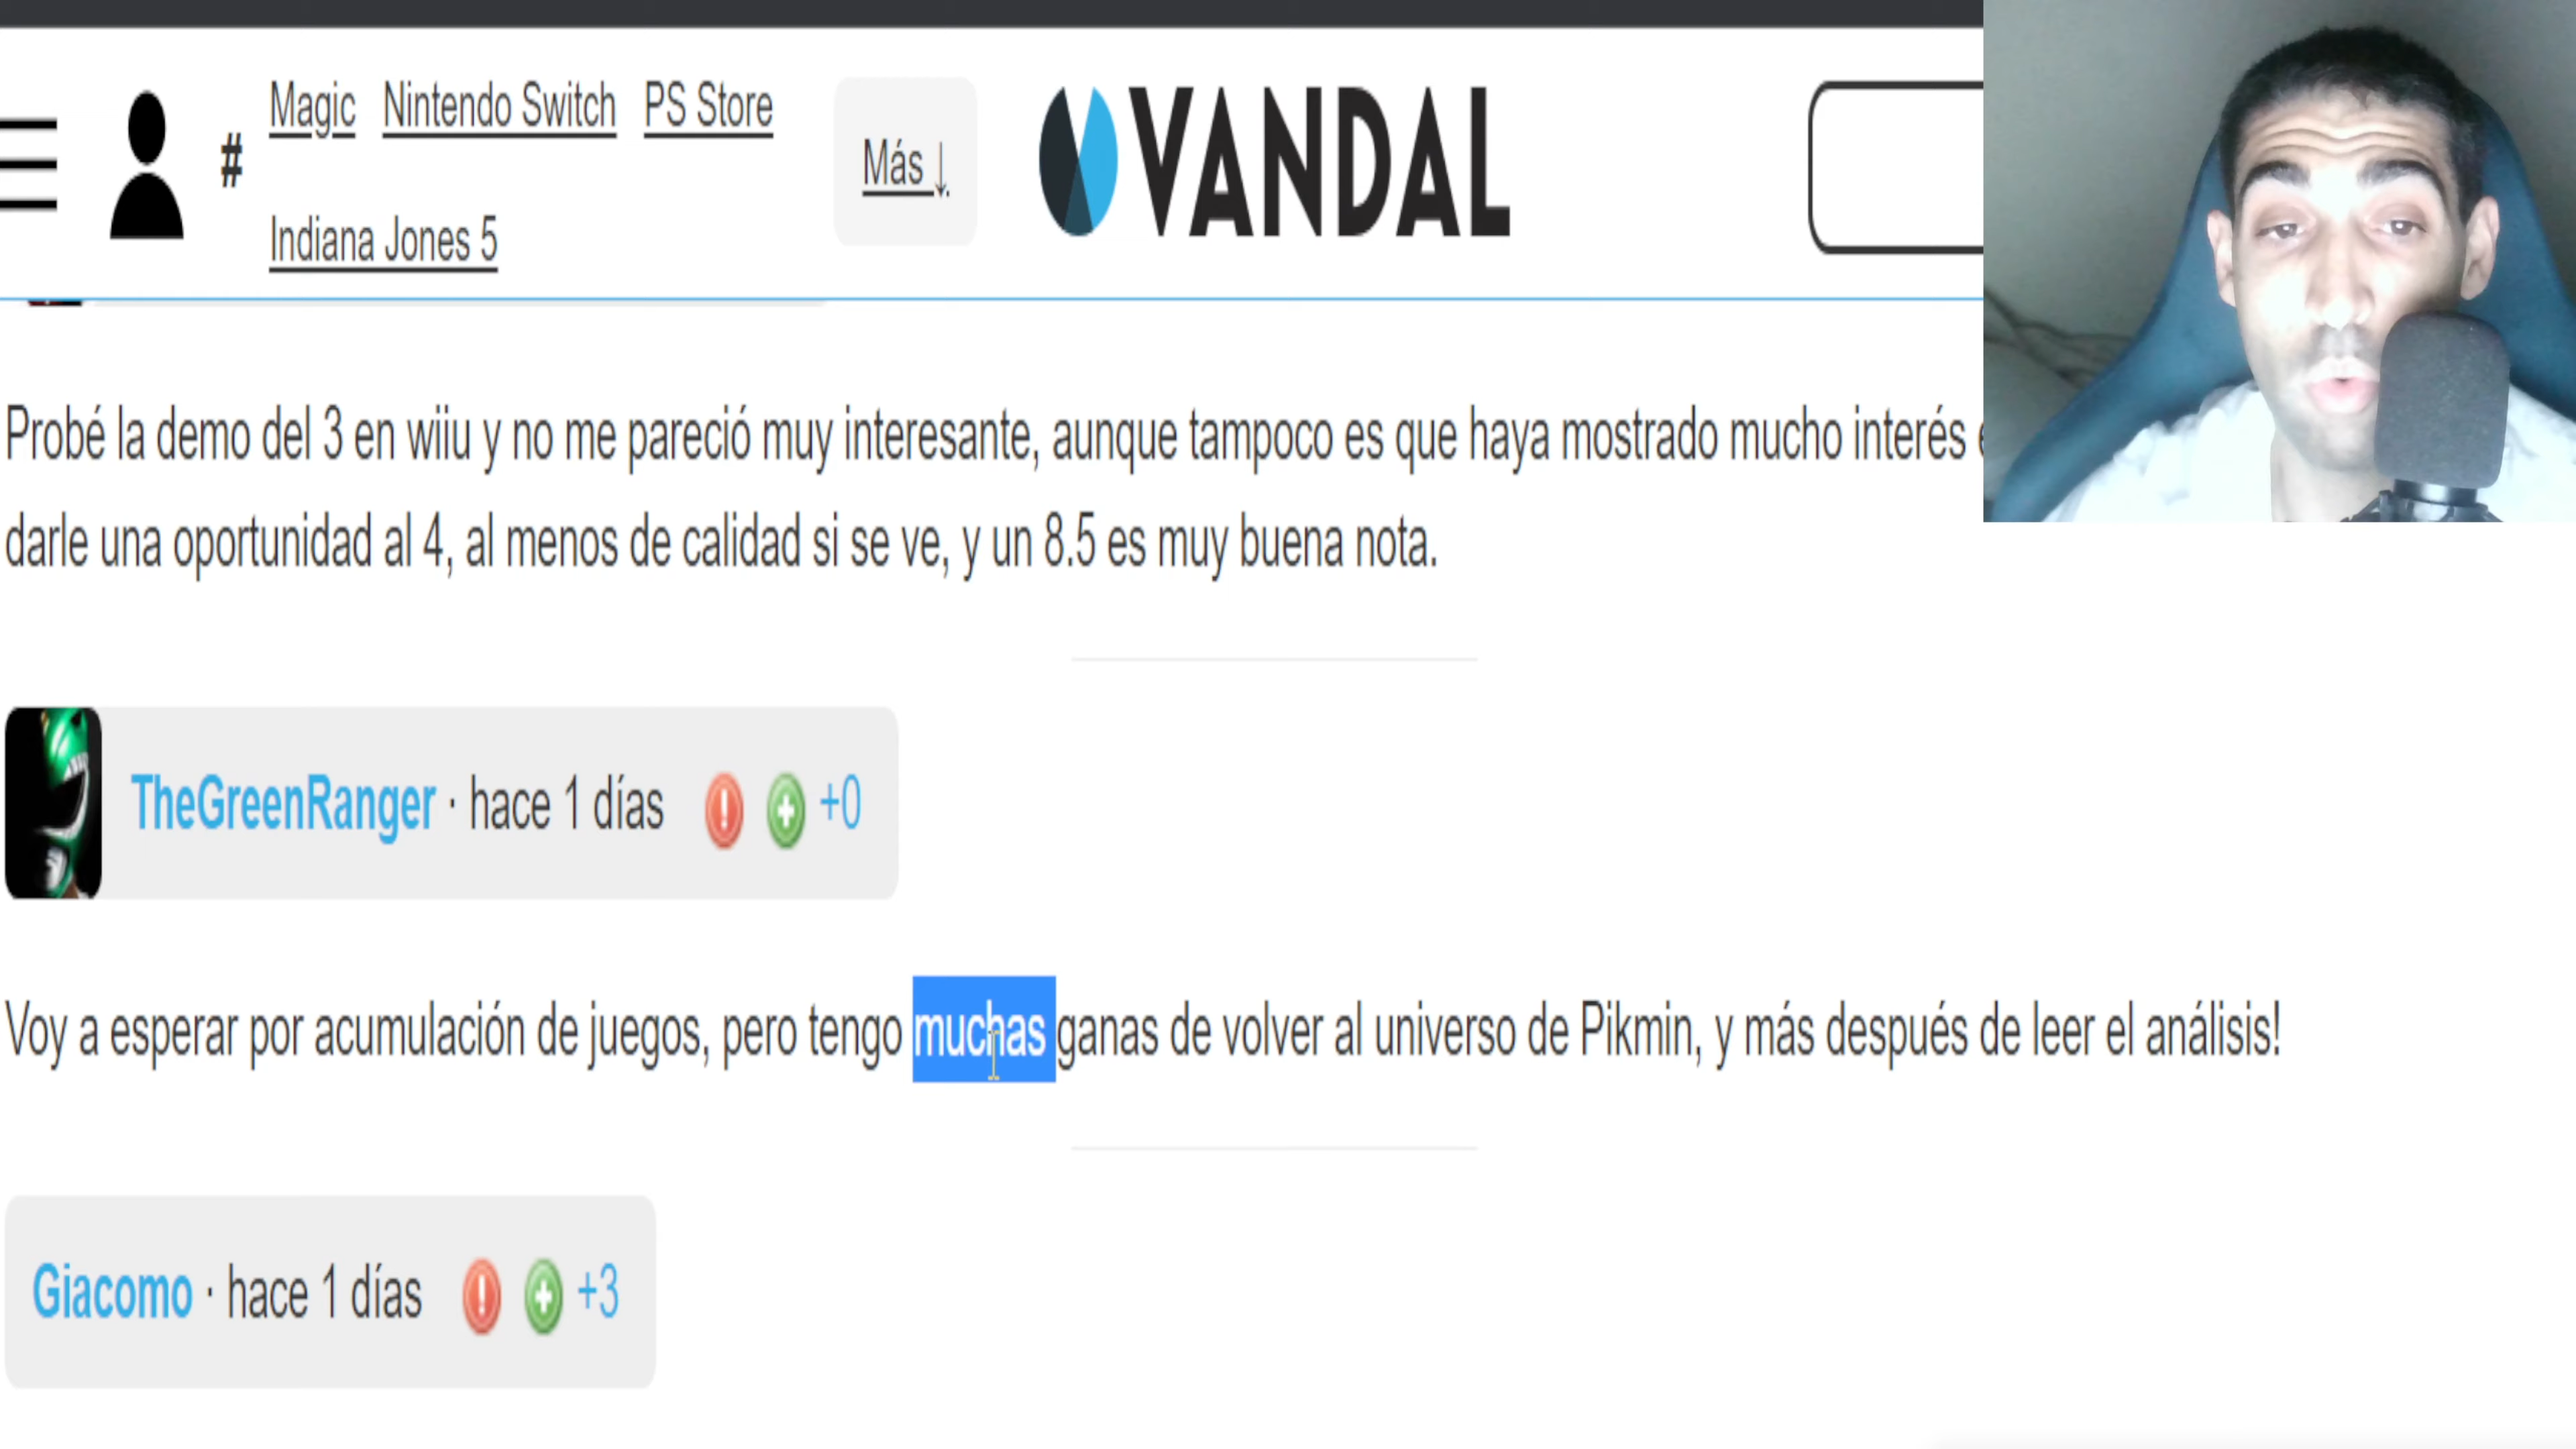 # Magic Nintendo Switch PS Store
Indiana Jones 5
Más ↓
VANDAL
Probé la demo del 3 en wiiu y no me pareció muy interesante, aunque tampoco es que haya mostrado mucho interés
darle una oportunidad al 4, al menos de calidad si se ve, y un 8.5 es muy buena nota.
TheGreenRanger · hace 1 días +0
Voy a esperar por acumulación de juegos, pero tengo muchas ganas de volver al universo de Pikmin, y más después de leer el análisis!
Giacomo · hace 1 días +3